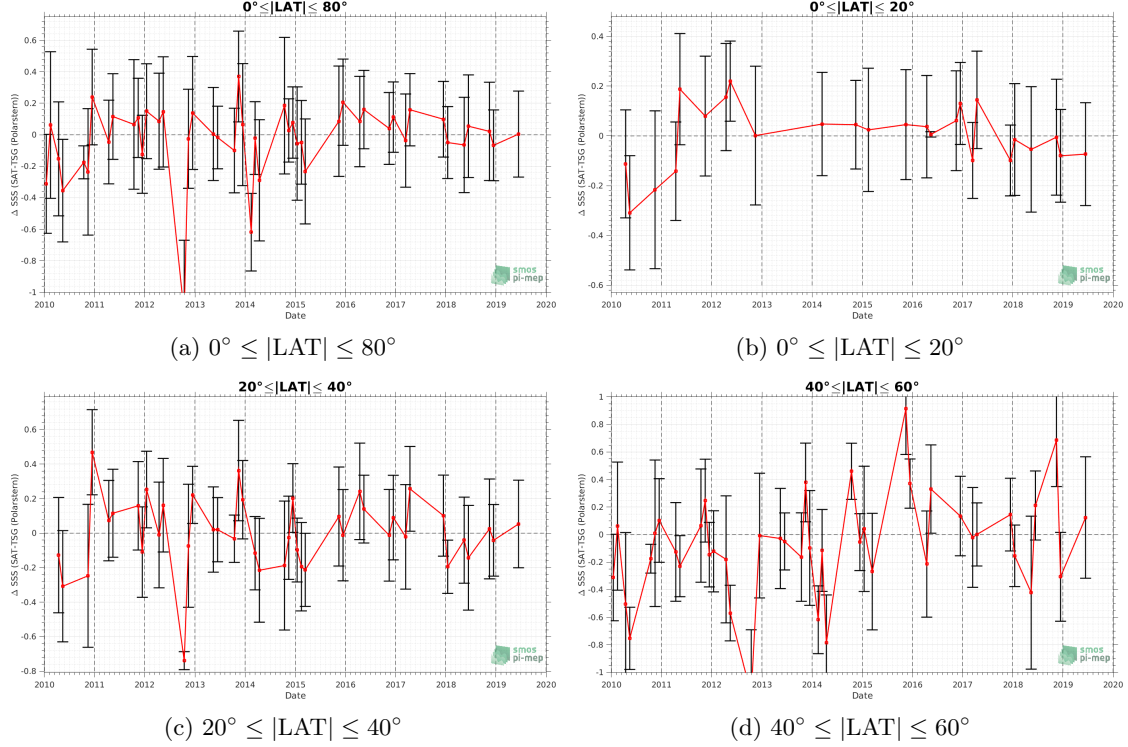 0°≤|LAT|≤ 80°
Δ SSS (SAT-TSG (Polarstern))
0.6
0.4
0.2
0
-0.2
-0.4
-0.6
-0.8
-1
2010 2011 2012 2013 2014 2015 2016 2017 2018 2019 2020
Date
smos
pi-mep
(a) 0° ≤ |LAT| ≤ 80°
0°≤|LAT|≤ 20°
Δ SSS (SAT-TSG (Polarstern))
0.4
0.2
0
-0.2
-0.4
-0.6
2010 2011 2012 2013 2014 2015 2016 2017 2018 2019 2020
Date
smos
pi-mep
(b) 0° ≤ |LAT| ≤ 20°
20°≤|LAT|≤ 40°
Δ SSS (SAT-TSG (Polarstern))
0.6
0.4
0.2
0
-0.2
-0.4
-0.6
-0.8
2010 2011 2012 2013 2014 2015 2016 2017 2018 2019 2020
Date
smos
pi-mep
(c) 20° ≤ |LAT| ≤ 40°
40°≤|LAT|≤ 60°
Δ SSS (SAT-TSG (Polarstern))
1
0.8
0.6
0.4
0.2
0
-0.2
-0.4
-0.6
-0.8
-1
2010 2011 2012 2013 2014 2015 2016 2017 2018 2019 2020
Date
smos
pi-mep
(d) 40° ≤ |LAT| ≤ 60°